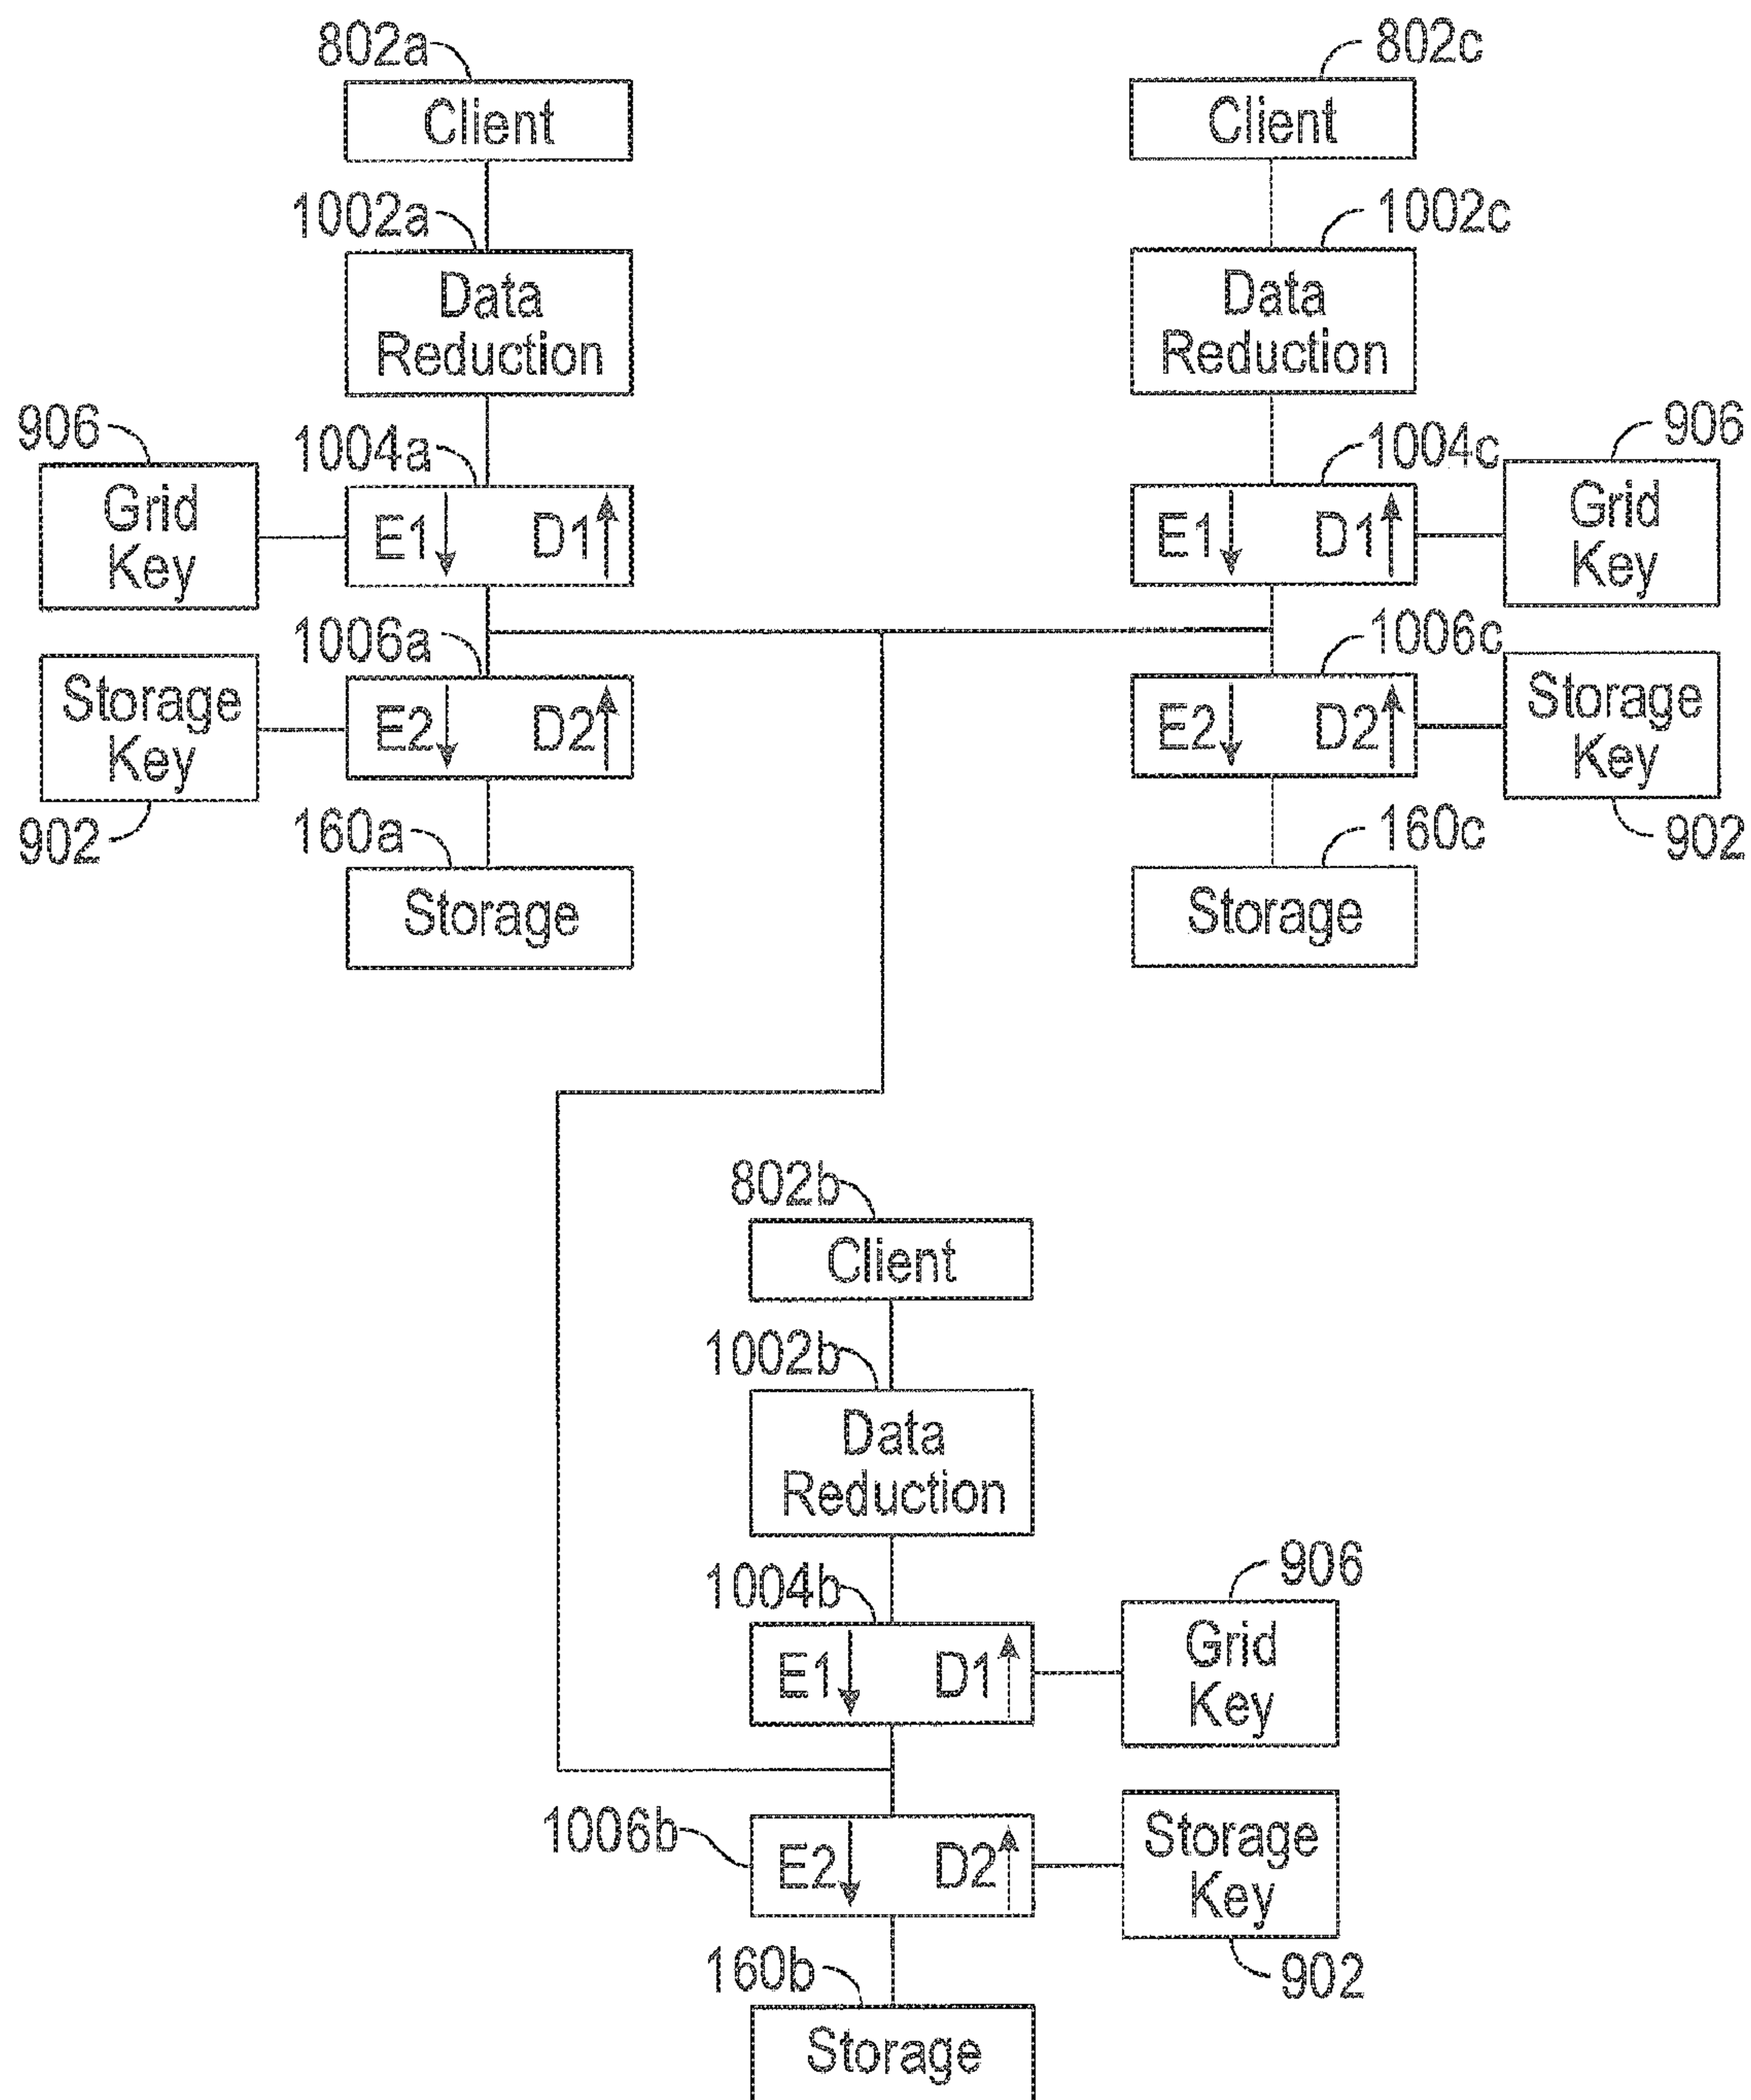 802a
Client
1002a
Data
Reduction
906
Grid
Key
1004a
E1 D1
1006a
Storage
Key
902
E2 D2
160a
Storage
802c
Client
1002c
Data
Reduction
1004c
E1 D1
906
Grid
Key
1006c
E2 D2
Storage
Key
902
160c
Storage
802b
Client
1002b
Data
Reduction
1004b
E1 D1
906
Grid
Key
1006b
E2 D2
Storage
Key
902
160b
Storage